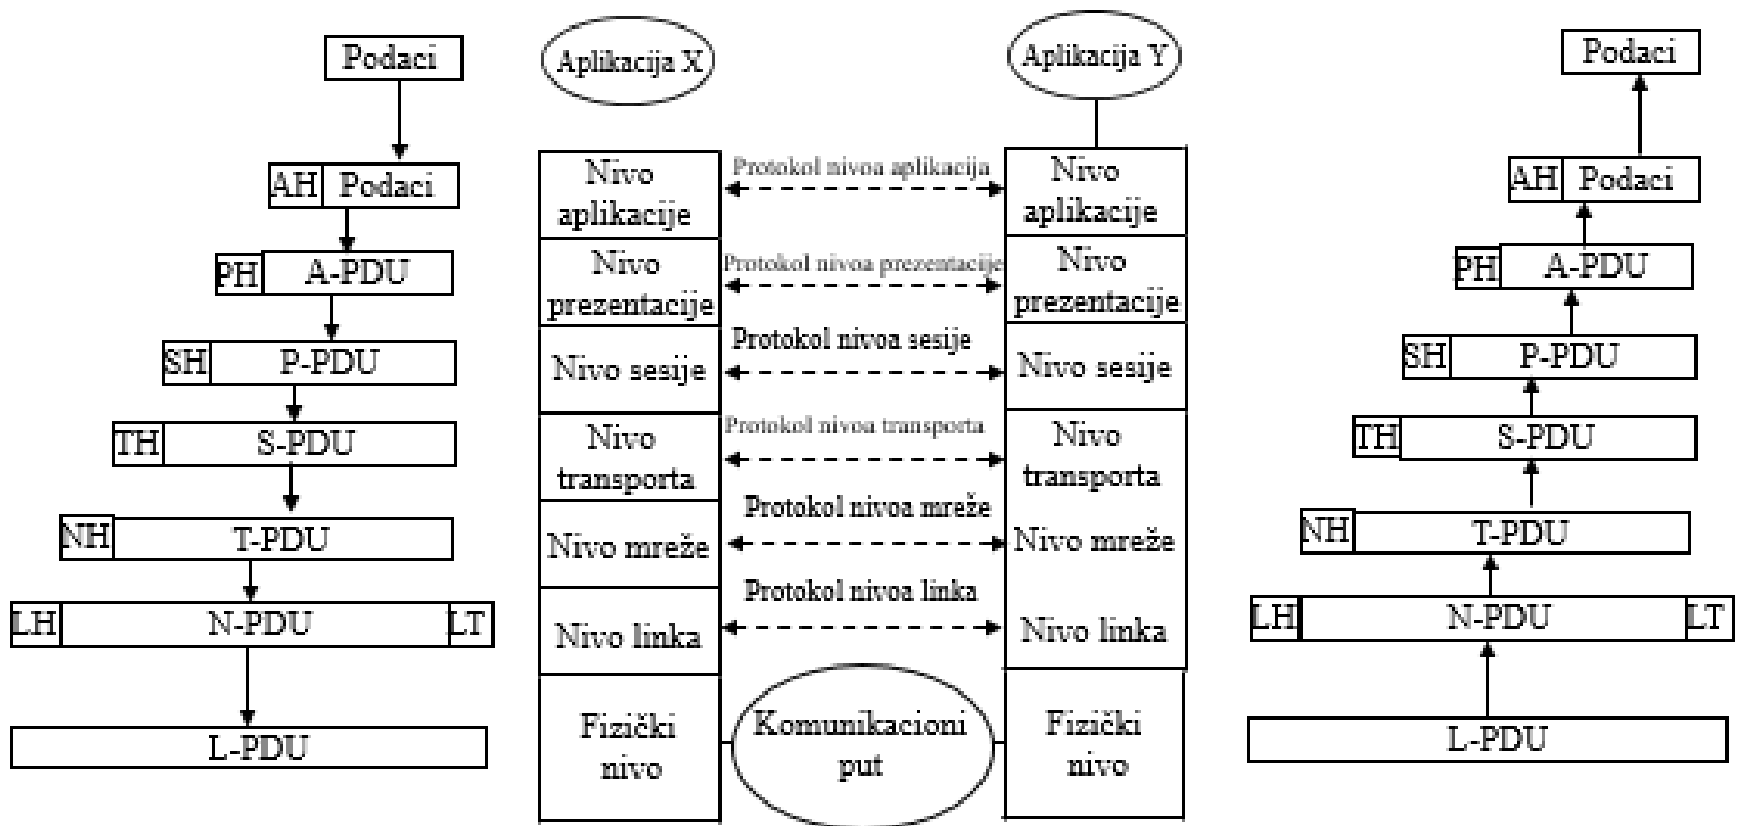 Podaci
AH Podaci
PH A-PDU
SH P-PDU
TH S-PDU
NH T-PDU
LH N-PDU LT
L-PDU
Aplikacija X
Nivo
aplikacije
Nivo
prezentacije
Nivo sesije
Nivo
transporta
Nivo mreže
Nivo linka
Fizički
nivo
Protokol nivoa aplikacija
Protokol nivoa prezentacije
Protokol nivoa sesije
Protokol nivoa transporta
Protokol nivoa mreže
Protokol nivoa linka
Komunikacioni
put
Aplikacija Y
Nivo
aplikacije
Nivo
prezentacije
Nivo sesije
Nivo
transporta
Nivo mreže
Nivo linka
Fizički
nivo
Podaci
AH Podaci
PH A-PDU
SH P-PDU
TH S-PDU
NH T-PDU
LH N-PDU LT
L-PDU